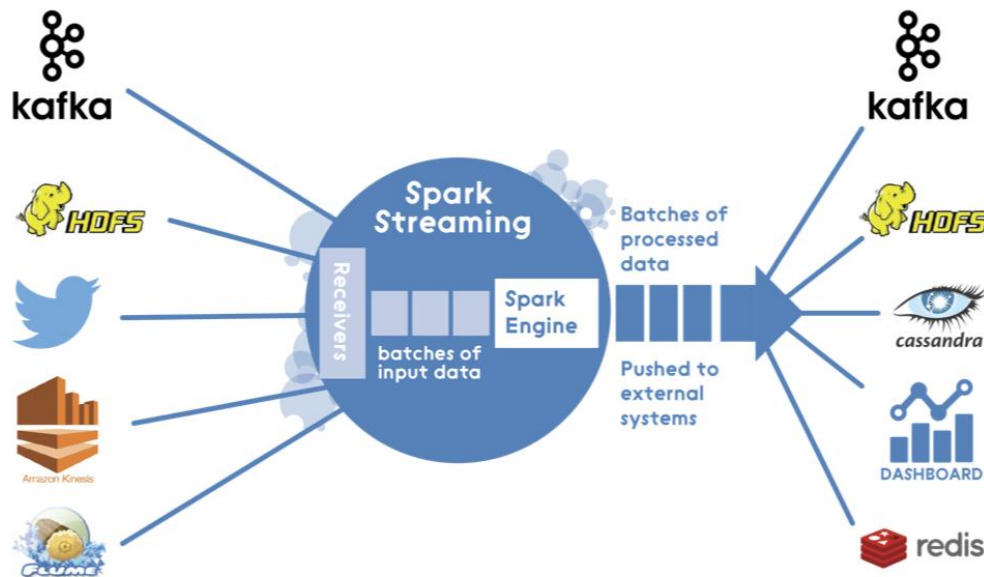 kafka
HDFS
Amazon Kinesis
FLUME
Spark
Streaming
Receivers
batches of
input data
Spark
Engine
Batches of
processed
data
Pushed to
external
systems
kafka
HDFS
cassandra
DASHBOARD
redis